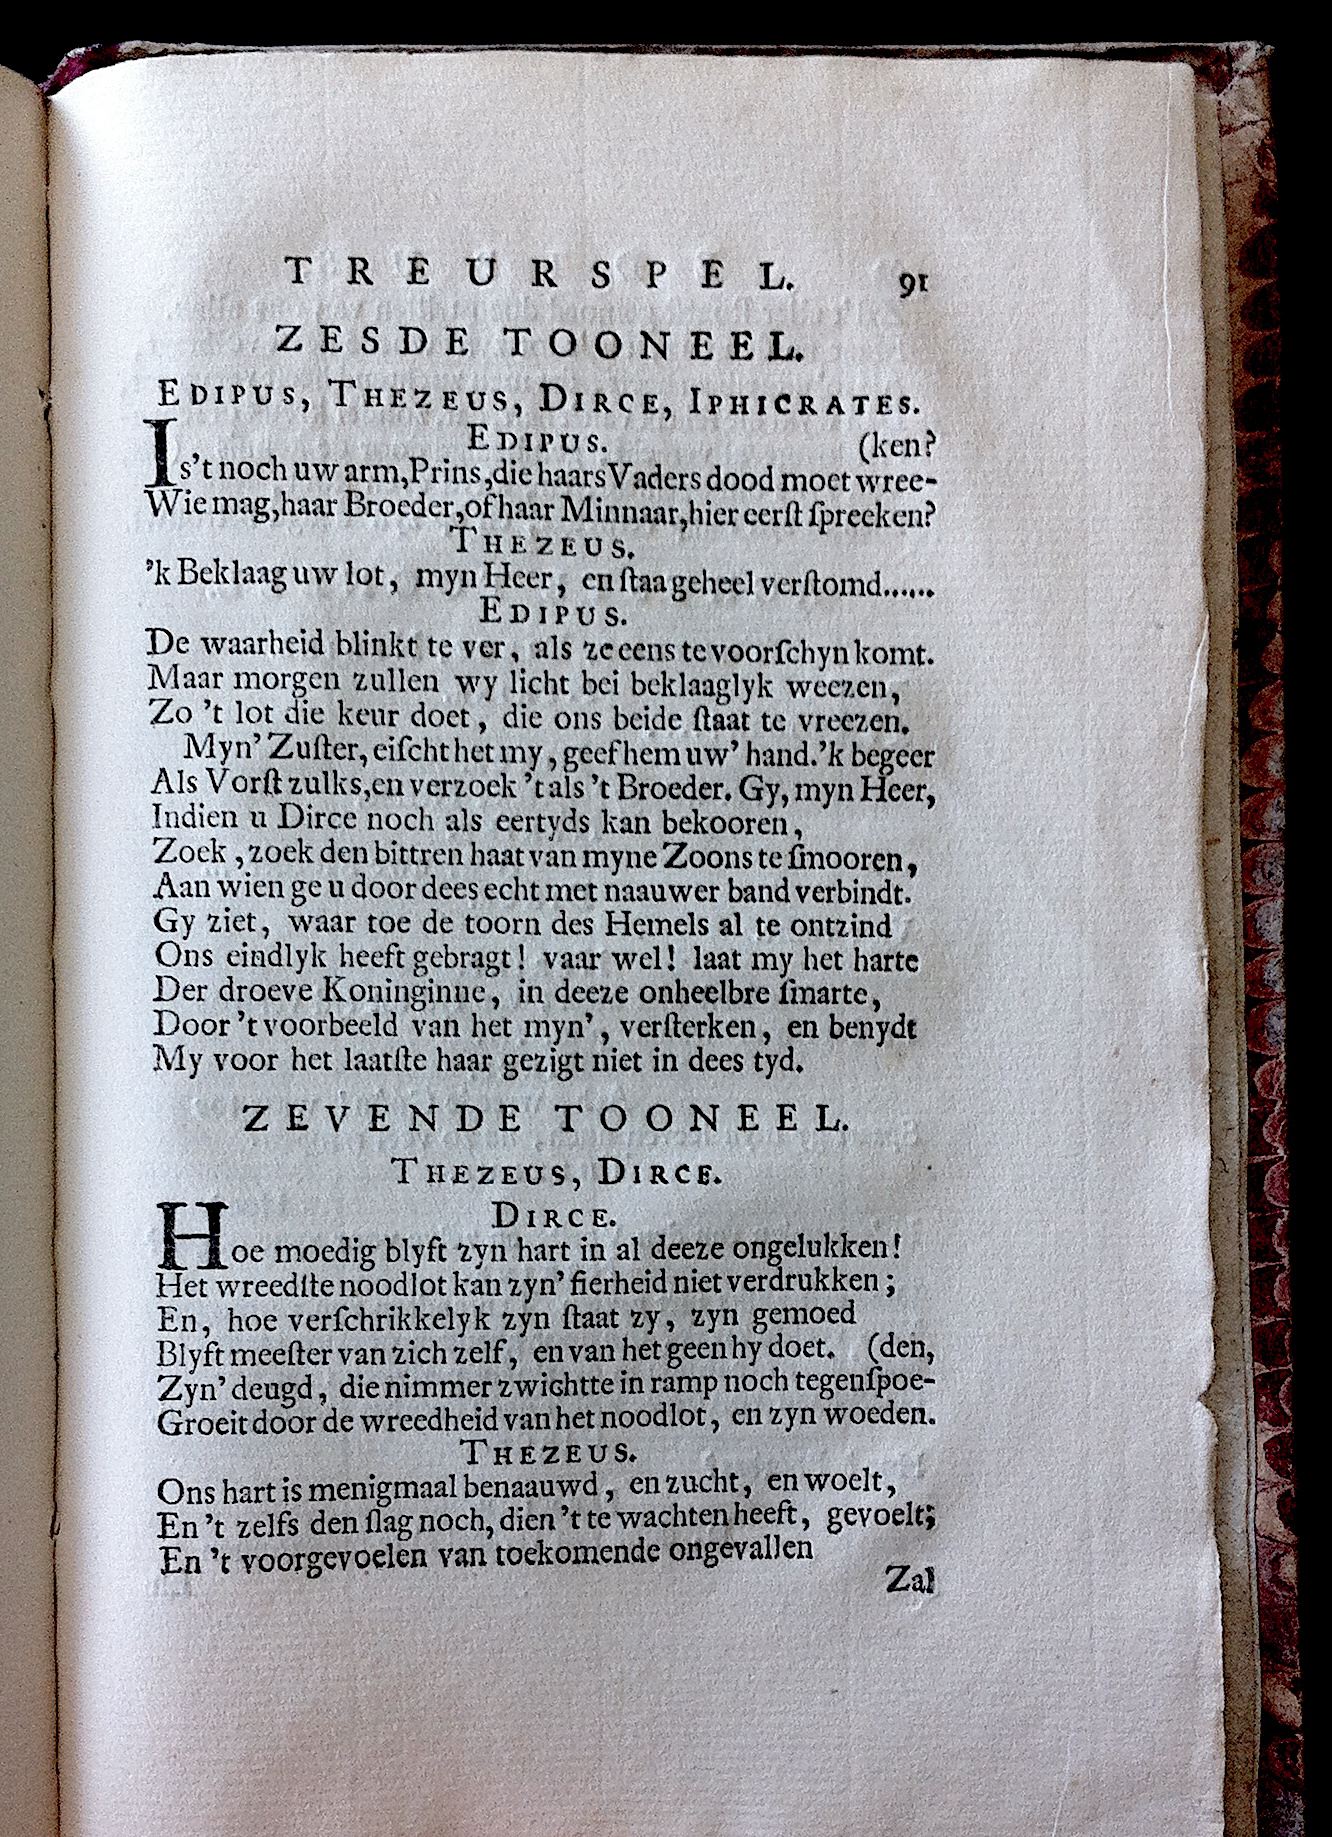 TREURSPEL. 91
ZESDE TOONEEL.
EDIPUS, THEZEUS, DIRCE, IPHICRATES.
EDIPUS. (ken?
Is 't noch uw arm, Prins, die haars Vaders dood moet wree-
Wie mag, haar Broeder, of haar Minnaar, hier eerſt ſpreeken?
THEZEUS.
'k Beklaag uw lot, myn Heer, en ſtaa geheel verſtomd......
EDIPUS.
De waarheid blinkt te ver, als ze eens te voorſchyn komt.
Maar morgen zullen wy licht bei beklaaglyk weezen,
Zo 't lot die keur doet, die ons beide ſtaat te vreezen.
Myn' Zuſter, eiſcht het my, geef hem uw' hand. 'k begeer
Als Vorſt zulks, en verzoek 't als 't Broeder. Gy, myn Heer,
Indien u Dirce noch als eertyds kan bekooren,
Zoek, zoek den bittren haat van myne Zoons te ſmooren,
Aan wien ge u door dees echt met naauwer band verbindt.
Gy ziet, waar toe de toorn des Hemels al te ontzind
Ons eindlyk heeft gebragt! vaar wel! laat my het harte
Der droeve Koninginne, in deeze onheelbre ſmarte,
Door 't voorbeeld van het myn', verſterken, en benydt
My voor het laatſte haar gezigt niet in dees tyd.
ZEVENDE TOONEEL.
THEZEUS, DIRCE.
DIRCE.
Hoe moedig blyft zyn hart in al deeze ongelukken!
Het wreedſte noodlot kan zyn' fierheid niet verdrukken;
En, hoe verſchrikkelyk zyn ſtaat zy, zyn gemoed
Blyft meeſter van zich zelf, en van het geen hy doet. (den,
Zyn' deugd, die nimmer zwichtte in ramp noch tegenſpoe-
Groeit door de wreedheid van het noodlot, en zyn woeden.
THEZEUS.
Ons hart is menigmaal benaauwd, en zucht, en woelt,
En 't zelfs den ſlag noch, dien 't te wachten heeft, gevoelt;
En 't voorgevoelen van toekomende ongevallen
Zal